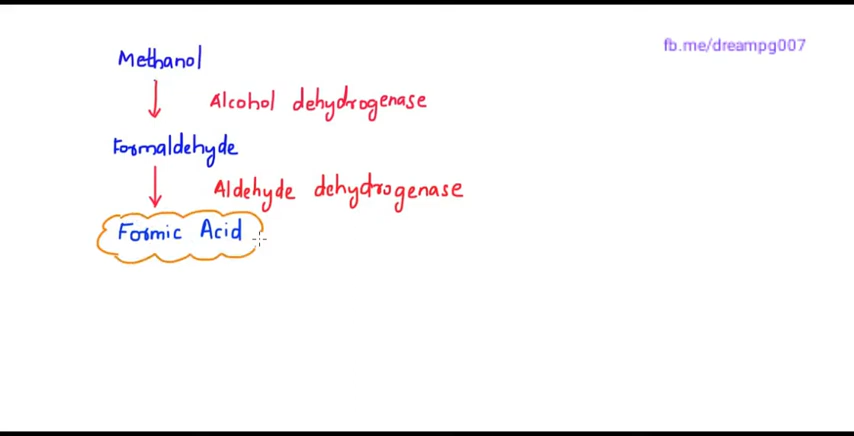 fb.me/dreampg007
Methanol
Alcohol dehydrogenase
Formaldehyde
Aldehyde dehydrogenase
Formic Acid